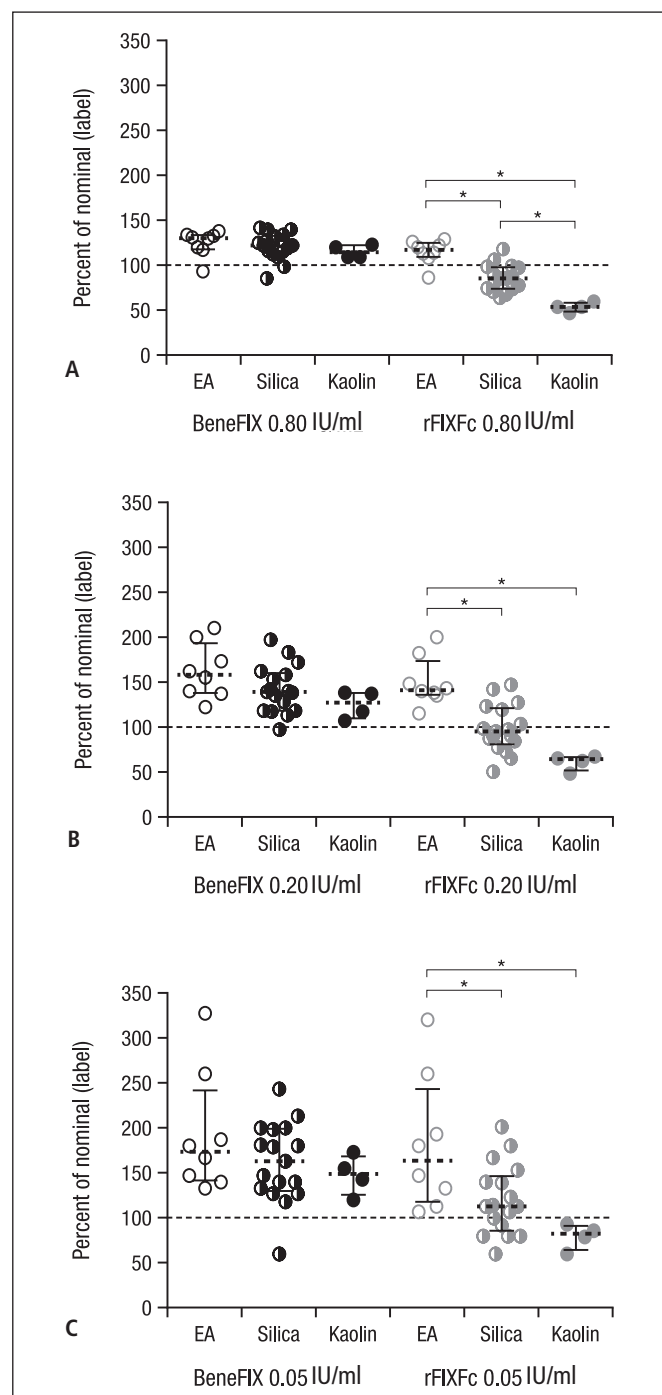 350
300
250
200
150
100
50
0
Percent of nominal (label)
* 
* *
A
EA Silica Kaolin EA Silica Kaolin
BeneFIX 0.80 IU/ml rFIXFc 0.80 IU/ml
350
300
250
200
150
100
50
0
Percent of nominal (label)
*
*
B
EA Silica Kaolin EA Silica Kaolin
BeneFIX 0.20 IU/ml rFIXFc 0.20 IU/ml
350
300
250
200
150
100
50
0
Percent of nominal (label)
*
*
C
EA Silica Kaolin EA Silica Kaolin
BeneFIX 0.05 IU/ml rFIXFc 0.05 IU/ml